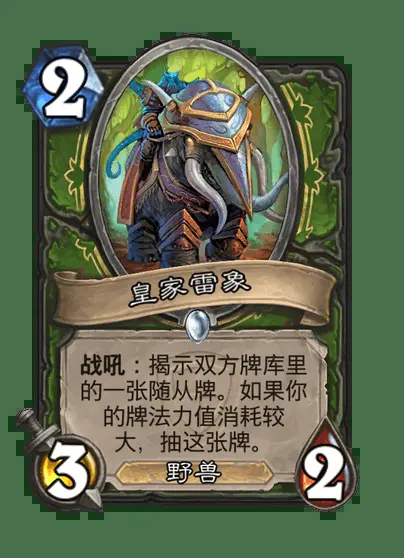 2
皇家雷象
战吼：揭示双方牌库里
的一张随从牌。如果你
的牌法力值消耗较
大，抽这张牌。
3
野兽
2